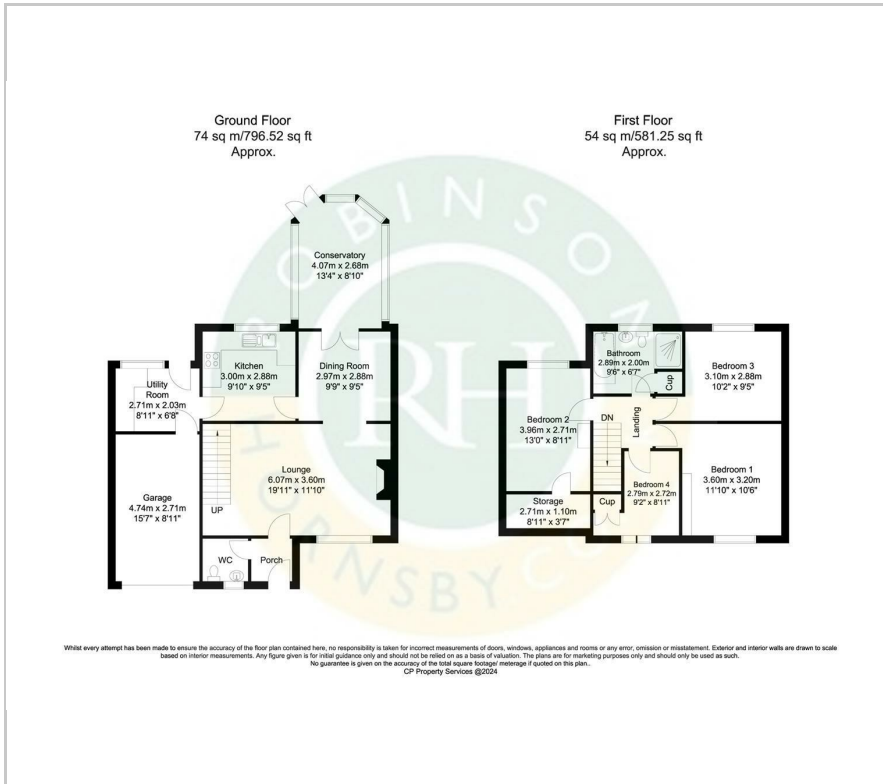 Ground Floor
74 sq m/796.52 sq ft
Approx.
First Floor
54 sq m/581.25 sq ft
Approx.
ROBINSON
RH
HORNSBY CO
Conservatory
4.07m x 2.68m
13'4" x 8'10"
Kitchen
3.00m x 2.88m
9'10" x 9'5"
Dining Room
2.97m x 2.88m
9'9" x 9'5"
Utility
Room
2.71m x 2.03m
8'11" x 6'8"
Lounge
6.07m x 3.60m
19'11" x 11'10"
Garage
4.74m x 2.71m
15'7" x 8'11"
UP
WC
Porch
Bathroom
2.89m x 2.00m
9'6" x 6'7"
Cup
Bedroom 3
3.10m x 2.88m
10'2" x 9'5"
Bedroom 2
3.96m x 2.71m
13'0" x 8'11"
DN
Landing
Bedroom 1
3.60m x 3.20m
11'10" x 10'6"
Bedroom 4
2.79m x 2.72m
9'2" x 8'11"
Storage
2.71m x 1.10m
8'11" x 3'7"
Cup
Whilst every attempt has been made to ensure the accuracy of the floor plan contained here, no responsibility is taken for incorrect measurements of doors, windows, appliances and rooms or any error, omission or misstatement. Exterior and interior walls are drawn to scale
based on interior measurements. Any figure given is for initial guidance only and should not be relied on as a basis of valuation. The plans are for marketing purposes only and should only be used as such.
No guarantee is given on the accuracy of the total square footage/ meterage if quoted on this plan..
CP Property Services @2024